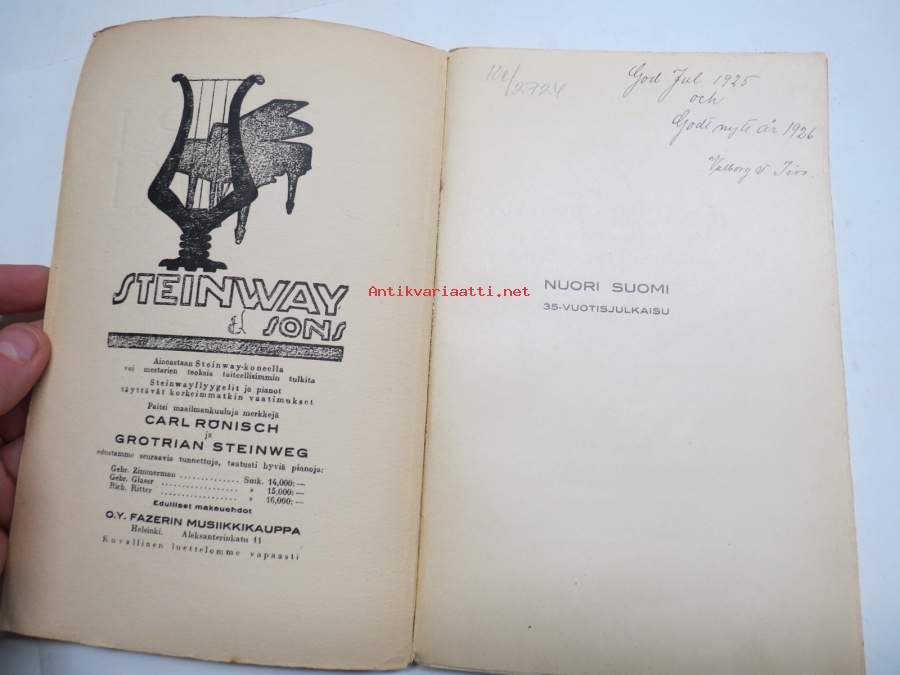 STEINWAY
& SONS
Ainoastaan Steinway-koneella
voi mestarien teoksia taiteellisimmin tulkita
Steinwayflyygelit ja pianot
täyttävät korkeimmatkin vaatimukset
Paitsi maailmankuuluja merkkejä
CARL RÖNISCH
ja
GROTRIAN STEINWEG
edustamme seuraavia tunnettuja, taatusti hyviä pianoja:
Gebr. Zimmerman .............. Smk. 14,000:—
Gebr. Glaser .................. » 15,000:—
Rich. Ritter .................. » 16,000:—
Edulliset maksuehdot
O.Y. FAZERIN MUSIIKKIKAUPPA
Helsinki. Aleksanterinkatu 11
Kuvallinen luettelomme vapaasti
2724
God Jul 1925
och
Godt nytt år 1926
Valborg
NUORI SUOMI
35-VUOTISJULKAISU
Antikvariaatti.net